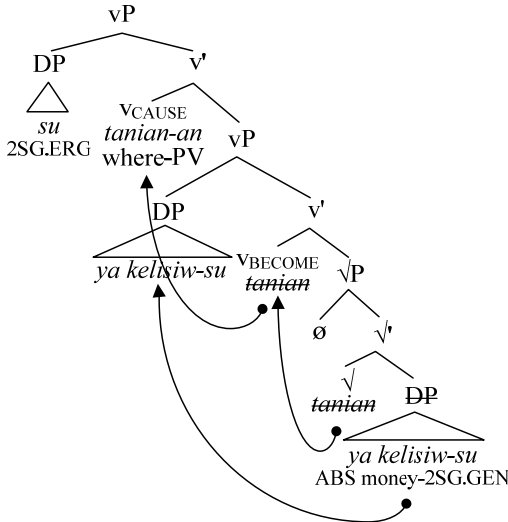 vP
DP v'
su
2SG.ERG
vCAUSE
tanian-an
where-PV
vP
DP v'
ya kelisiw-su
vBECOME
tanian
√P
ø √'
√
tanian
DP
ya kelisiw-su
ABS money-2SG.GEN